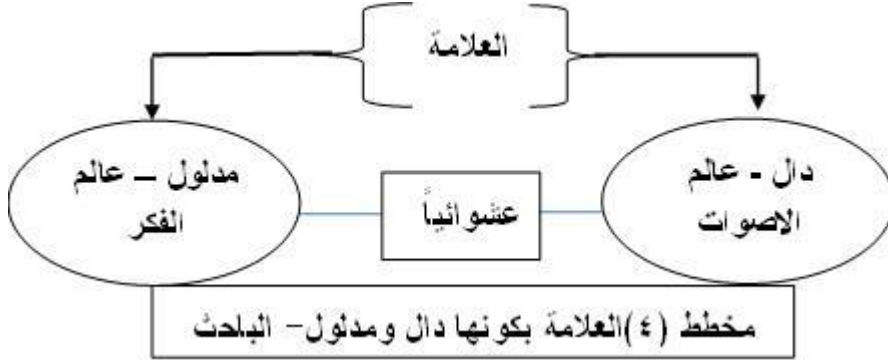 العلامة
دال - عالم
الاصوات
عشوائياً
مدلول – عالم
الفكر
مخطط (٤)العلامة بكونها دال ومدلول– الباحث